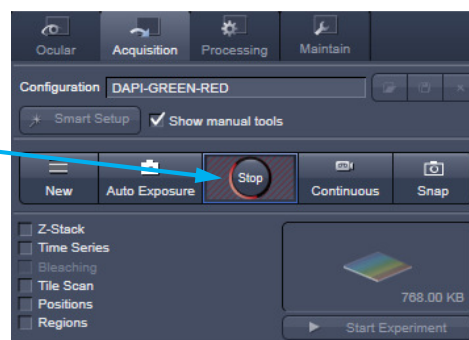 Ocular Acquisition Processing Maintain
Configuration DAPI-GREEN-RED
Smart Setup Show manual tools
New Auto Exposure Stop Continuous Snap
Z-Stack
Time Series
Bleaching
Tile Scan
Positions
Regions
768.00 KB
Start Experiment